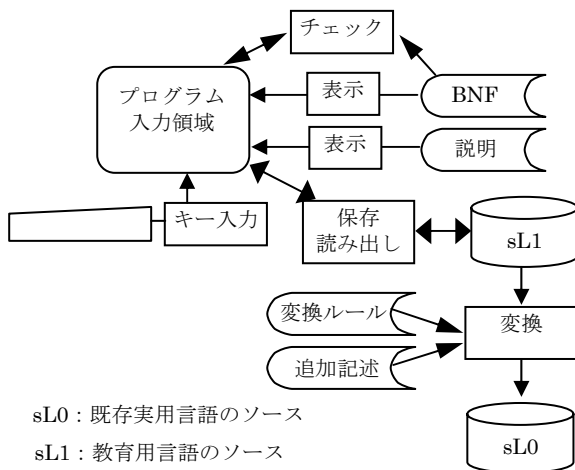 チェック
プログラム
入力領域
表示
BNF
表示
説明
キー入力
保存
読み出し
sL1
変換ルール
変換
追加記述
sL0：既存実用言語のソース
sL1：教育用言語のソース
sL0